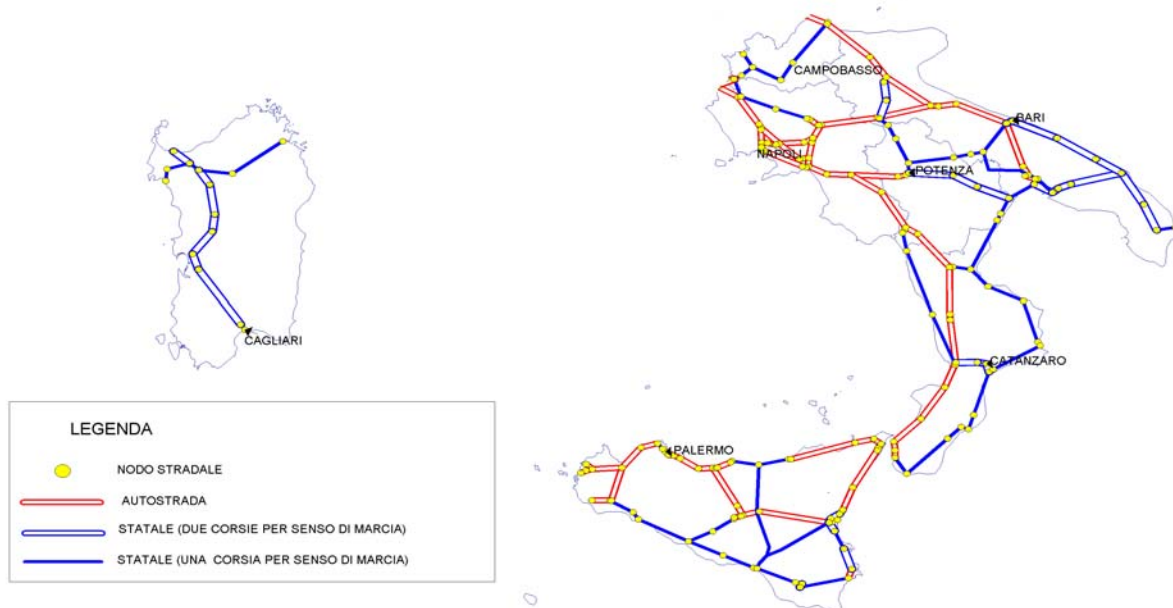 CAMPOBASSO
BARI
NAPOLI
POTENZA
CAGLIARI
CATANZARO
PALERMO
LEGENDA
NODO STRADALE
AUTOSTRADA
STATALE (DUE CORSIE PER SENSO DI MARCIA)
STATALE (UNA CORSIA PER SENSO DI MARCIA)